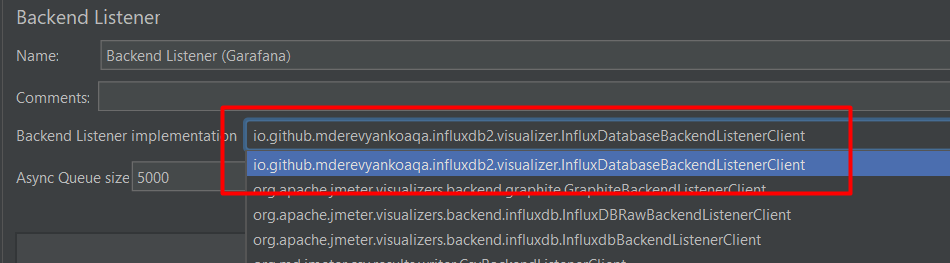 Backend Listener
Name: Backend Listener (Garafana)
Comments:
Backend Listener implementation io.github.mderevyankoaqa.influxdb2.visualizer.InfluxDatabaseBackendListenerClient
io.github.mderevyankoaqa.influxdb2.visualizer.InfluxDatabaseBackendListenerClient
Async Queue size 5000
org.apache.jmeter.visualizers.backend.graphite.GraphiteBackendListenerClient
org.apache.jmeter.visualizers.backend.influxdb.InfluxDBRawBackendListenerClient
org.apache.jmeter.visualizers.backend.influxdb.InfluxdbBackendListenerClient